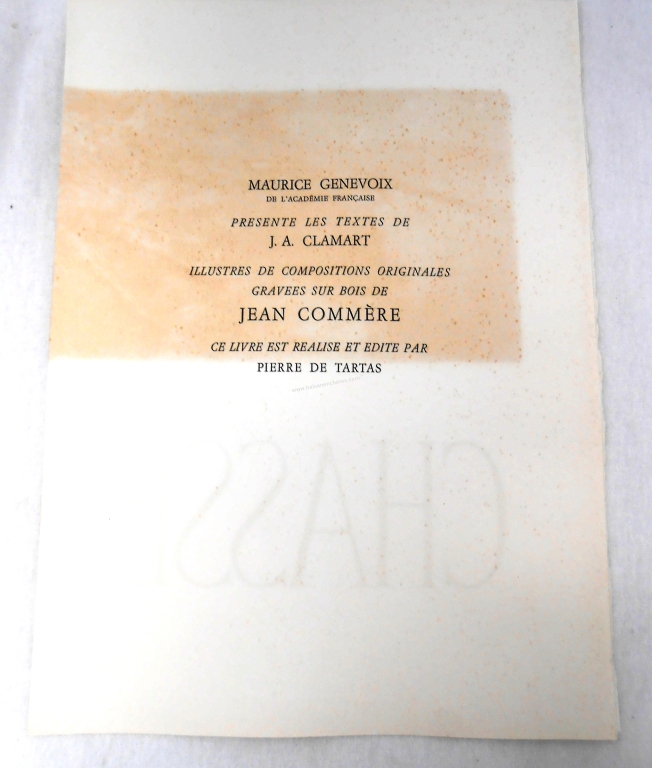 MAURICE GENEVOIX
DE L'ACADÉMIE FRANÇAISE
PRESENTE LES TEXTES DE
J. A. CLAMART
ILLUSTRES DE COMPOSITIONS ORIGINALES
GRAVEES SUR BOIS DE
JEAN COMMÈRE
CE LIVRE EST REALISE ET EDITE PAR
PIERRE DE TARTAS